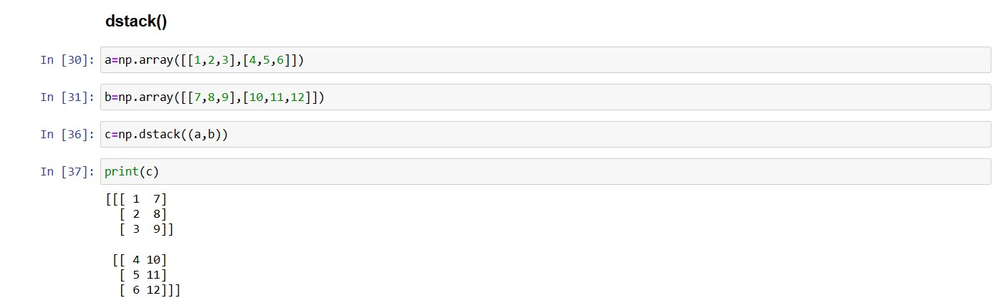 dstack()
In [30]: a=np.array([[1,2,3],[4,5,6]])
In [31]: b=np.array([[7,8,9],[10,11,12]])
In [36]: c=np.dstack((a,b))
In [37]: print(c)
[[[ 1  7]
  [ 2  8]
  [ 3  9]]
 [[ 4 10]
  [ 5 11]
  [ 6 12]]]